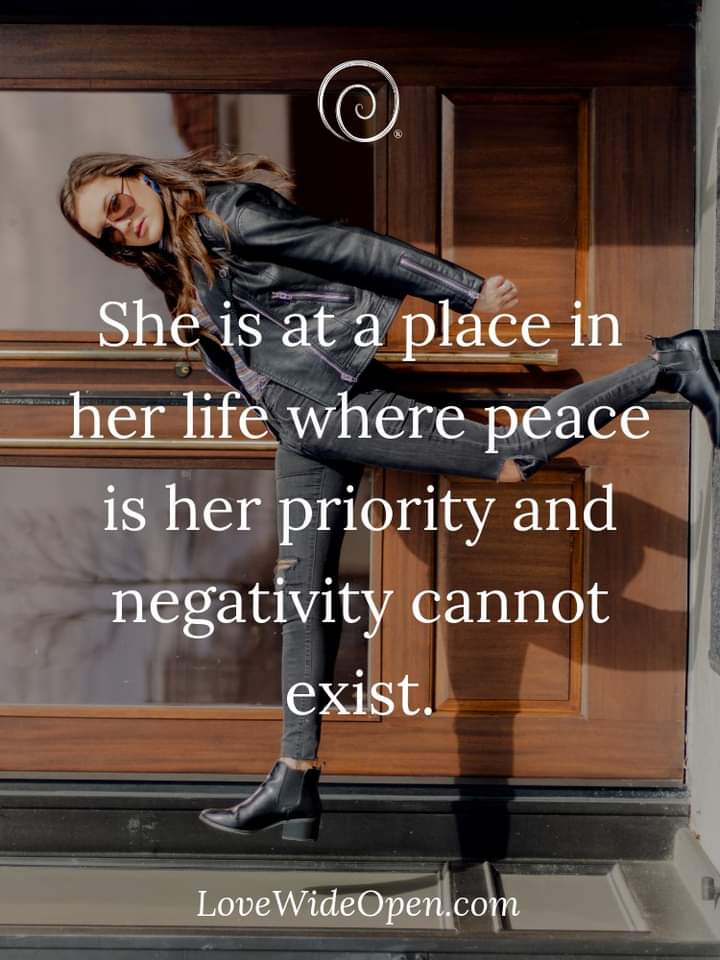 ®
She is at a place in
her life where peace
is her priority and
negativity cannot
exist.
LoveWideOpen.com